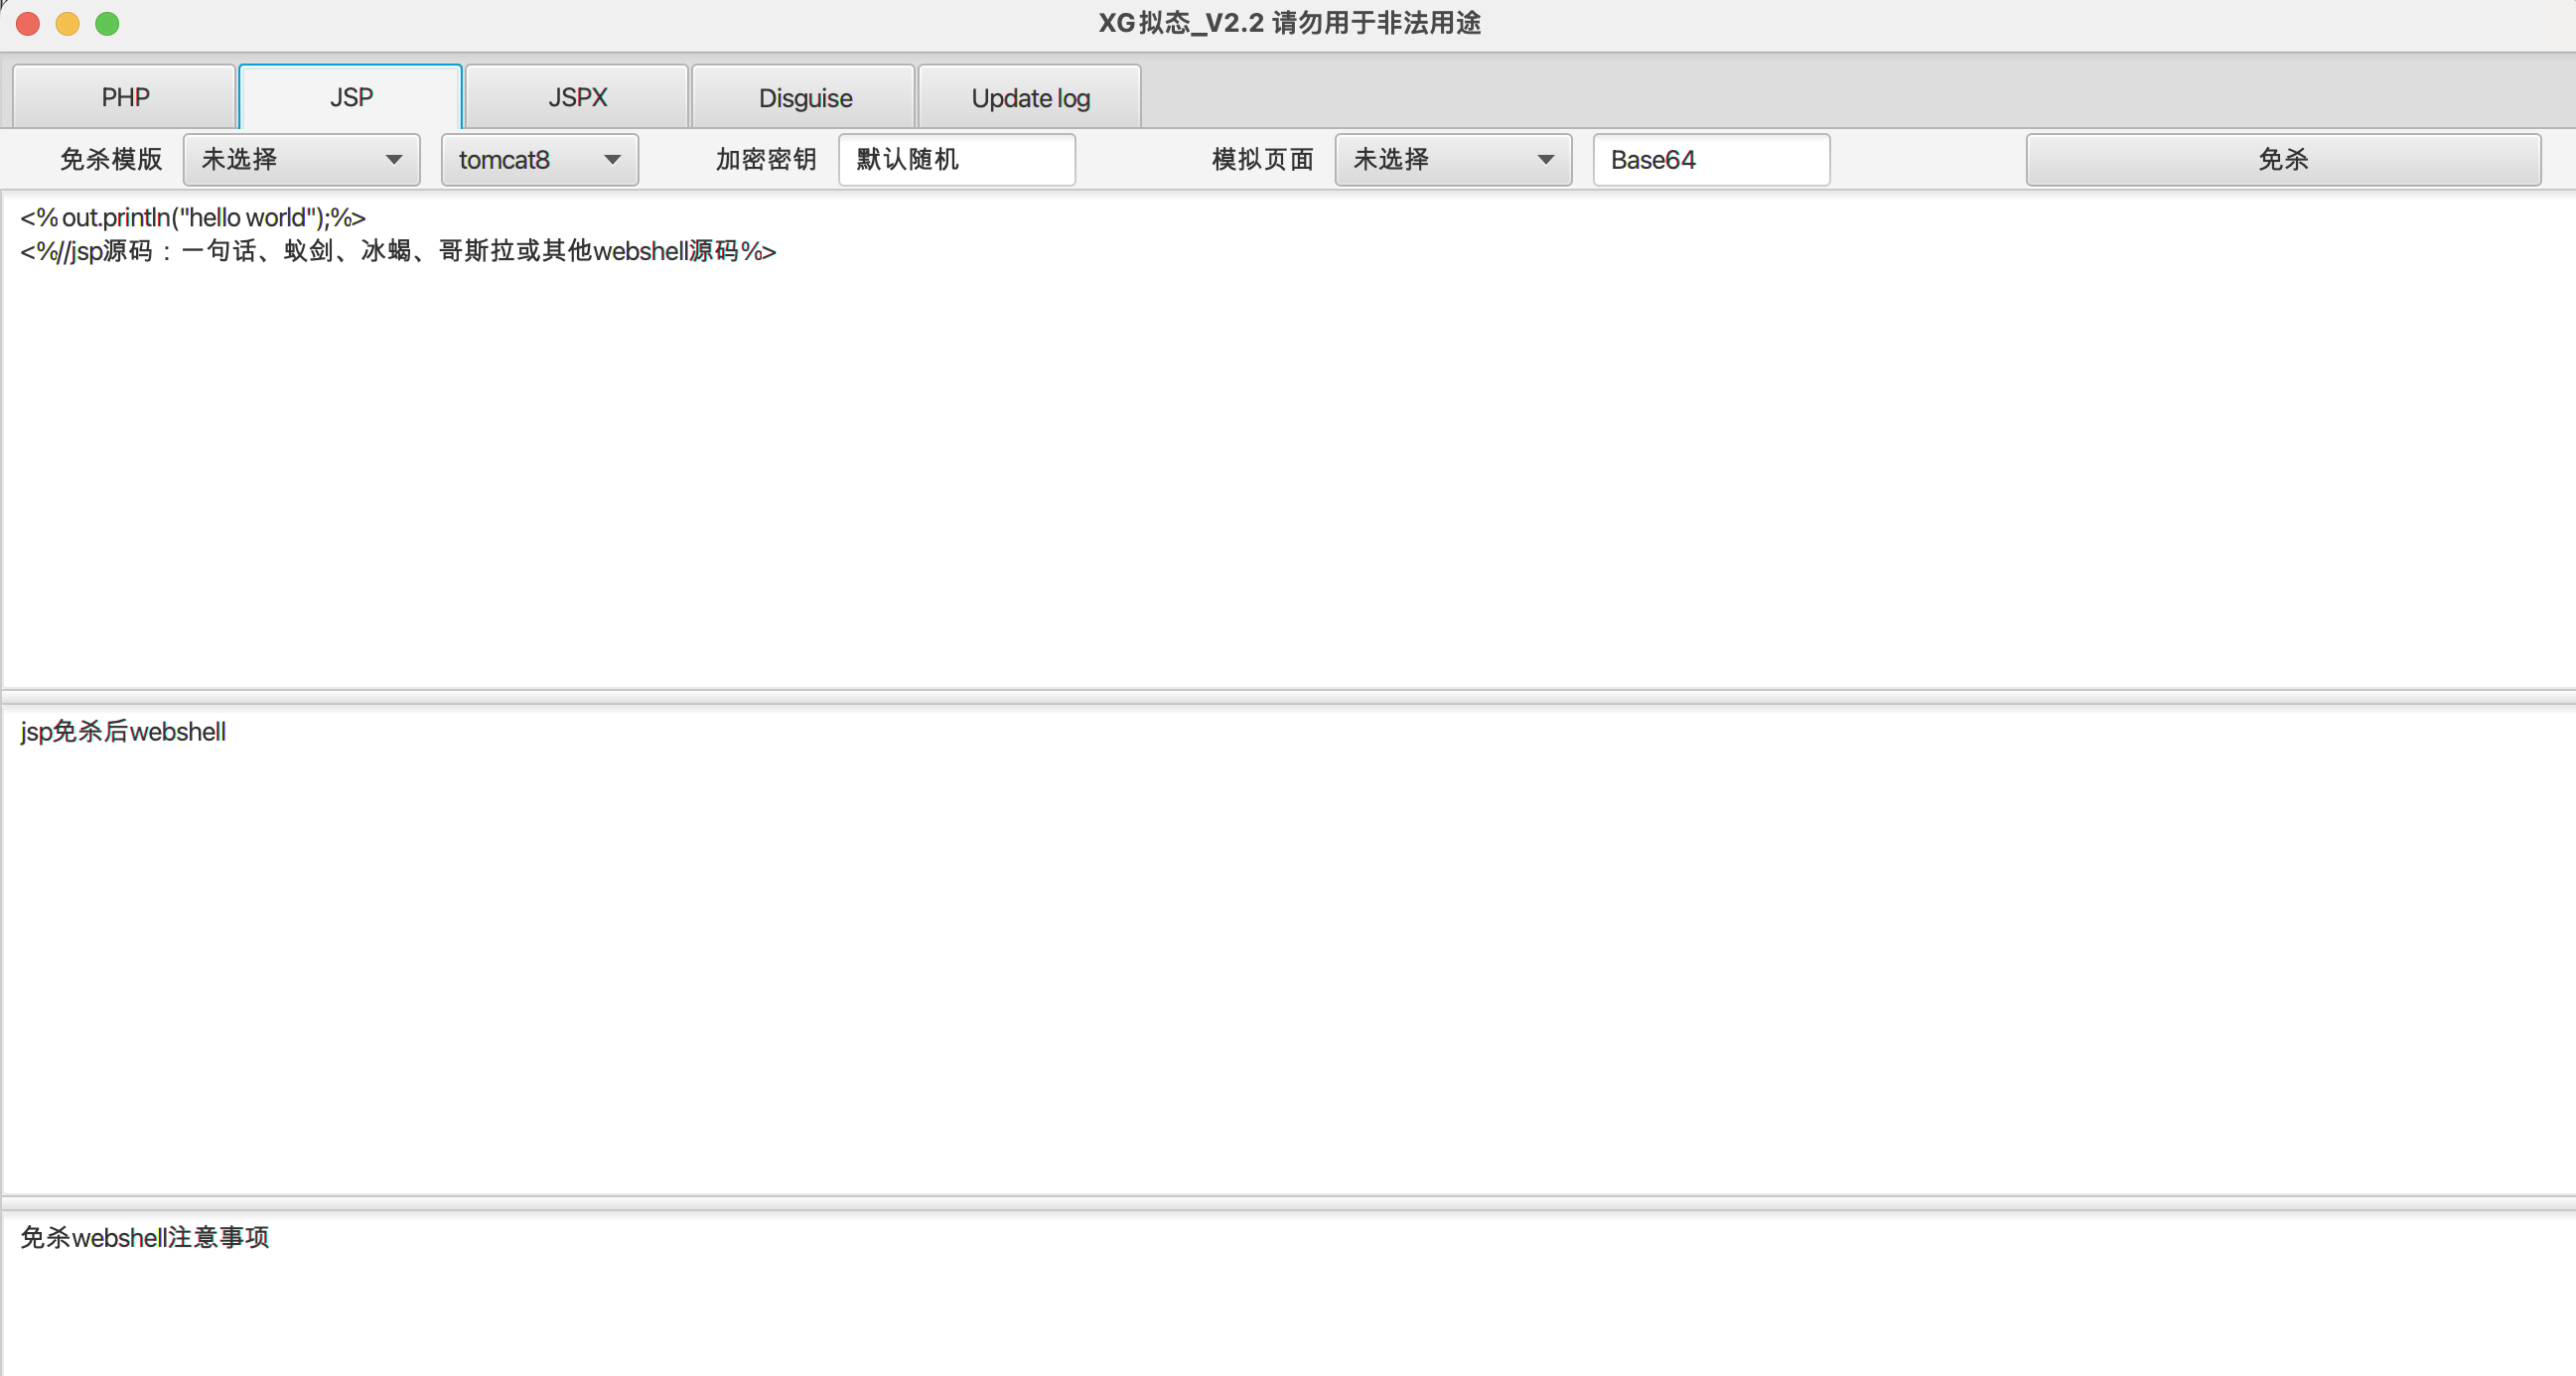 XG拟态_V2.2 请勿用于非法用途
PHP JSP JSPX Disguise Update log
免杀模版 未选择 tomcat8 加密密钥 默认随机 模拟页面 未选择 Base64 免杀
<% out.println("hello world");%>
<%//jsp源码：一句话、蚁剑、冰蝎、哥斯拉或其他webshell源码%>
jsp免杀后webshell
免杀webshell注意事项